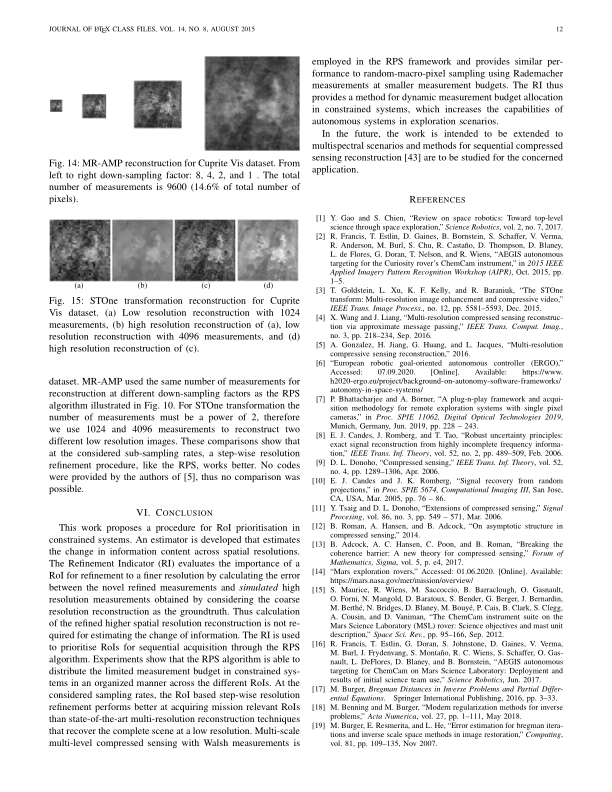 JOURNAL OF LATEX CLASS FILES, VOL. 14, NO. 8, AUGUST 2015
12
Fig. 14: MR-AMP reconstruction for Cuprite Vis dataset. From
left to right down-sampling factor: 8, 4, 2, and 1 . The total
number of measurements is 9600 (14.6% of total number of
pixels).
(a)
(b)
(c)
(d)
Fig. 15: STOne transformation reconstruction for Cuprite
Vis dataset. (a) Low resolution reconstruction with 1024
measurements, (b) high resolution reconstruction of (a), low
resolution reconstruction with 4096 measurements, and (d)
high resolution reconstruction of (c).
dataset. MR-AMP used the same number of measurements for
reconstruction at different down-sampling factors as the RPS
algorithm illustrated in Fig. 10. For STOne transformation the
number of measurements must be a power of 2, therefore
we use 1024 and 4096 measurements to reconstruct two
different low resolution images. These comparisons show that
at the considered sub-sampling rates, a step-wise resolution
refinement procedure, like the RPS, works better. No codes
were provided by the authors of [5], thus no comparison was
possible.
VI. CONCLUSION
This work proposes a procedure for RoI prioritisation in
constrained systems. An estimator is developed that estimates
the change in information content across spatial resolutions.
The Refinement Indicator (RI) evaluates the importance of a
RoI for refinement to a finer resolution by calculating the error
between the novel refined measurements and simulated high
resolution measurements obtained by considering the coarse
resolution reconstruction as the groundtruth. Thus calculation
of the refined higher spatial resolution reconstruction is not re-
quired for estimating the change of information. The RI is used
to prioritise RoIs for sequential acquisition through the RPS
algorithm. Experiments show that the RPS algorithm is able to
distribute the limited measurement budget in constrained sys-
tems in an organized manner across the different RoIs. At the
considered sampling rates, the RoI based step-wise resolution
refinement performs better at acquiring mission relevant RoIs
than state-of-the-art multi-resolution reconstruction techniques
that recover the complete scene at a low resolution. Multi-scale
multi-level compressed sensing with Walsh measurements is
employed in the RPS framework and provides similar per-
formance to random-macro-pixel sampling using Rademacher
measurements at smaller measurement budgets. The RI thus
provides a method for dynamic measurement budget allocation
in constrained systems, which increases the capabilities of
autonomous systems in exploration scenarios.
In the future, the work is intended to be extended to
multispectral scenarios and methods for sequential compressed
sensing reconstruction [43] are to be studied for the concerned
application.
REFERENCES
[1] Y. Gao and S. Chien, “Review on space robotics: Toward top-level
science through space exploration,” Science Robotics, vol. 2, no. 7, 2017.
[2] R. Francis, T. Estlin, D. Gaines, B. Bornstein, S. Schaffer, V. Verma,
R. Anderson, M. Burl, S. Chu, R. Castaño, D. Thompson, D. Blaney,
L. de Flores, G. Doran, T. Nelson, and R. Wiens, “AEGIS autonomous
targeting for the Curiosity rover's ChemCam instrument,” in 2015 IEEE
Applied Imagery Pattern Recognition Workshop (AIPR), Oct. 2015, pp.
1–5.
[3] T. Goldstein, L. Xu, K. F. Kelly, and R. Baraniuk, “The STOne
transform: Multi-resolution image enhancement and compressive video,”
IEEE Trans. Image Process., no. 12, pp. 5581–5593, Dec. 2015.
[4] X. Wang and J. Liang, “Multi-resolution compressed sensing reconstruc-
tion via approximate message passing,” IEEE Trans. Comput. Imag.,
no. 3, pp. 218–234, Sep. 2016.
[5] A. Gonzalez, H. Jiang, G. Huang, and L. Jacques, “Multi-resolution
compressive sensing reconstruction,” 2016.
[6] “European robotic goal-oriented autonomous controller (ERGO),”
Accessed: 07.09.2020. [Online]. Available: https://www.
h2020-ergo.eu/project/background-on-autonomy-software-frameworks/
autonomy-in-space-systems/
[7] P. Bhattacharjee and A. Börner, “A plug-n-play framework and acqui-
sition methodology for remote exploration systems with single pixel
cameras,” in Proc. SPIE 11062, Digital Optical Technologies 2019,
Munich, Germany, Jun. 2019, pp. 228 – 243.
[8] E. J. Candes, J. Romberg, and T. Tao, “Robust uncertainty principles:
exact signal reconstruction from highly incomplete frequency informa-
tion,” IEEE Trans. Inf. Theory, vol. 52, no. 2, pp. 489–509, Feb. 2006.
[9] D. L. Donoho, “Compressed sensing,” IEEE Trans. Inf. Theory, vol. 52,
no. 4, pp. 1289–1306, Apr. 2006.
[10] E. J. Candes and J. K. Romberg, “Signal recovery from random
projections,” in Proc. SPIE 5674, Computational Imaging III, San Jose,
CA, USA, Mar. 2005, pp. 76 – 86.
[11] Y. Tsaig and D. L. Donoho, “Extensions of compressed sensing,” Signal
Processing, vol. 86, no. 3, pp. 549 – 571, Mar. 2006.
[12] B. Roman, A. Hansen, and B. Adcock, “On asymptotic structure in
compressed sensing,” 2014.
[13] B. Adcock, A. C. Hansen, C. Poon, and B. Roman, “Breaking the
coherence barrier: A new theory for compressed sensing,” Forum of
Mathematics, Sigma, vol. 5, p. e4, 2017.
[14] “Mars exploration rovers,” Accessed: 01.06.2020. [Online]. Available:
https://mars.nasa.gov/mer/mission/overview/
[15] S. Maurice, R. Wiens, M. Saccoccio, B. Barraclough, O. Gasnault,
O. Forni, N. Mangold, D. Baratoux, S. Bender, G. Berger, J. Bernardin,
M. Berthé, N. Bridges, D. Blaney, M. Bouyé, P. Cais, B. Clark, S. Clegg,
A. Cousin, and D. Vaniman, “The ChemCam instrument suite on the
Mars Science Laboratory (MSL) rover: Science objectives and mast unit
description,” Space Sci. Rev., pp. 95–166, Sep. 2012.
[16] R. Francis, T. Estlin, G. Doran, S. Johnstone, D. Gaines, V. Verma,
M. Burl, J. Frydenvang, S. Montaño, R. C. Wiens, S. Schaffer, O. Gas-
nault, L. DeFlores, D. Blaney, and B. Bornstein, “AEGIS autonomous
targeting for ChemCam on Mars Science Laboratory: Deployment and
results of initial science team use,” Science Robotics, Jun. 2017.
[17] M. Burger, Bregman Distances in Inverse Problems and Partial Differ-
ential Equations. Springer International Publishing, 2016, pp. 3–33.
[18] M. Benning and M. Burger, “Modern regularization methods for inverse
problems,” Acta Numerica, vol. 27, pp. 1–111, May 2018.
[19] M. Burger, E. Resmerita, and L. He, “Error estimation for bregman itera-
tions and inverse scale space methods in image restoration,” Computing,
vol. 81, pp. 109–135, Nov 2007.